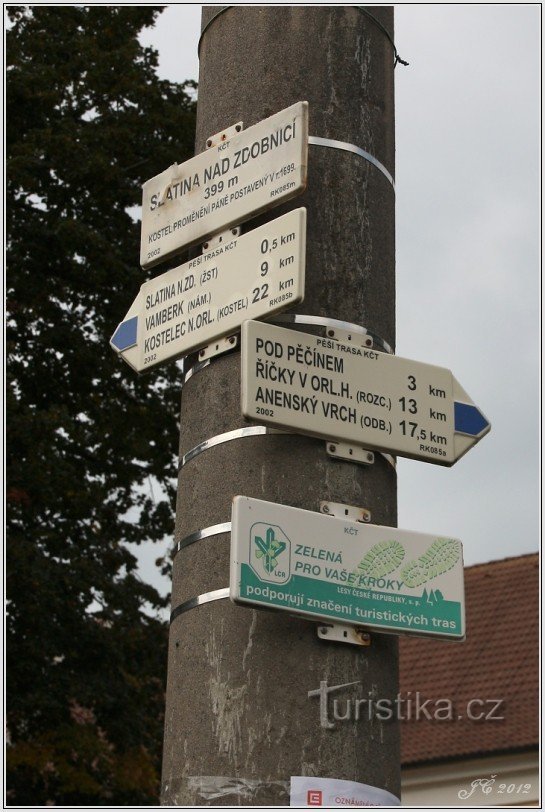 KČT
SLATINA NAD ZDOBNICÍ
399 m
KOSTEL PROMĚNĚNÍ PÁNĚ POSTAVENÝ V r.1699.
2002 RK085m
PĚŠÍ TRASA KČT
SLATINA N.ZD. (ŽST) 0,5 km
VAMBERK (NÁM.) 9 km
KOSTELEC N.ORL. (KOSTEL) 22 km
2002 RK085b
PĚŠÍ TRASA KČT
POD PĚČÍNEM 3 km
ŘÍČKY V ORL.H. (ROZC.) 13 km
ANENSKÝ VRCH (ODB.) 17,5 km
2002 RK085a
KČT
ZELENÁ
PRO VAŠE KROKY
LČR
LESY ČESKÉ REPUBLIKY, s. p.
podporují značení turistických tras
Turistika.cz
OZNÁMENÍ
JČ 2012